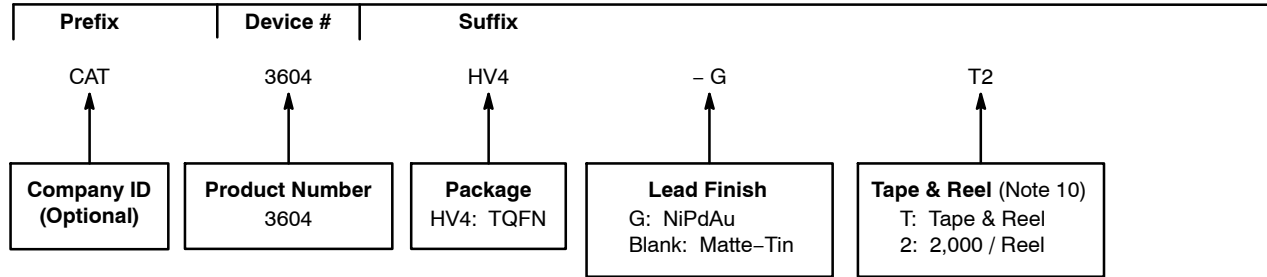 Prefix Device # Suffix
CAT 3604 HV4 – G T2
Company ID
(Optional)
Product Number
3604
Package
HV4: TQFN
Lead Finish
G: NiPdAu
Blank: Matte–Tin
Tape & Reel (Note 10)
T: Tape & Reel
2: 2,000 / Reel